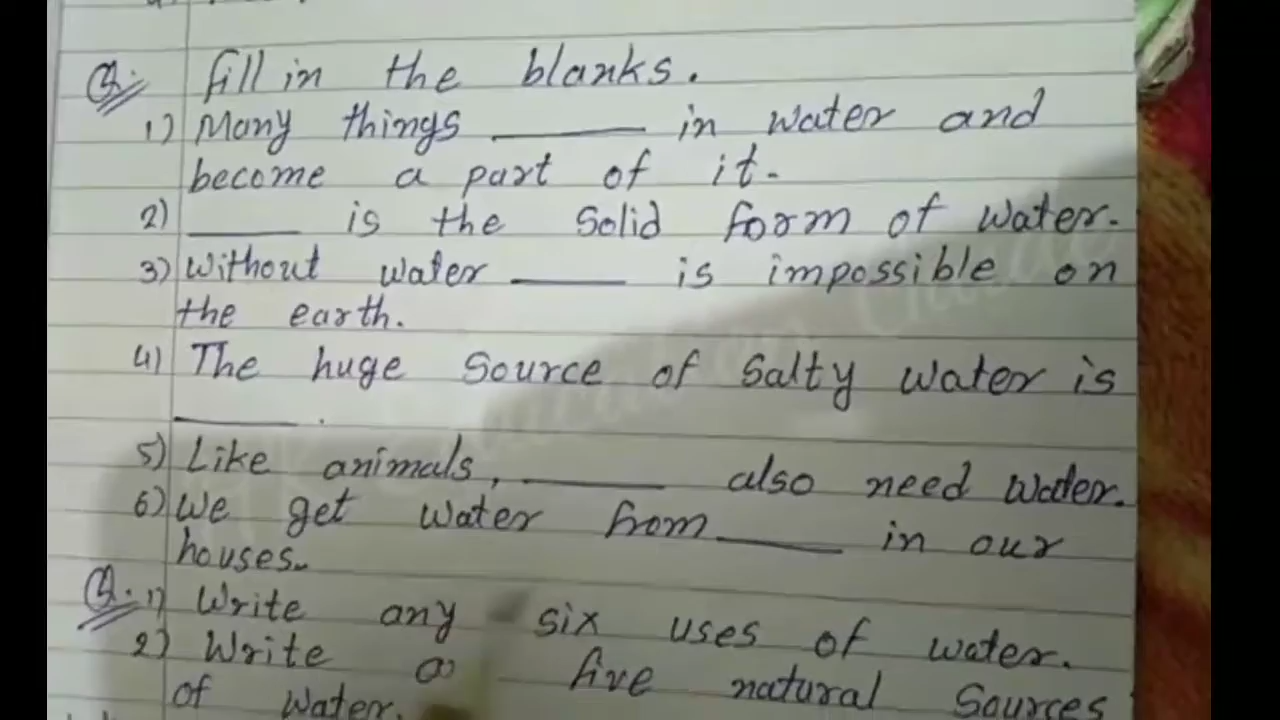 Q. Fill in the blanks.
1) Many things ______ in water and
become a part of it.
2) ______ is the solid form of water.
3) Without water ______ is impossible on
the earth.
4) The huge source of salty water is
______.
5) Like animals, ______ also need water.
6) We get water from ______ in our
houses.
Q. 1) Write any six uses of water.
2) Write five natural sources
of water.